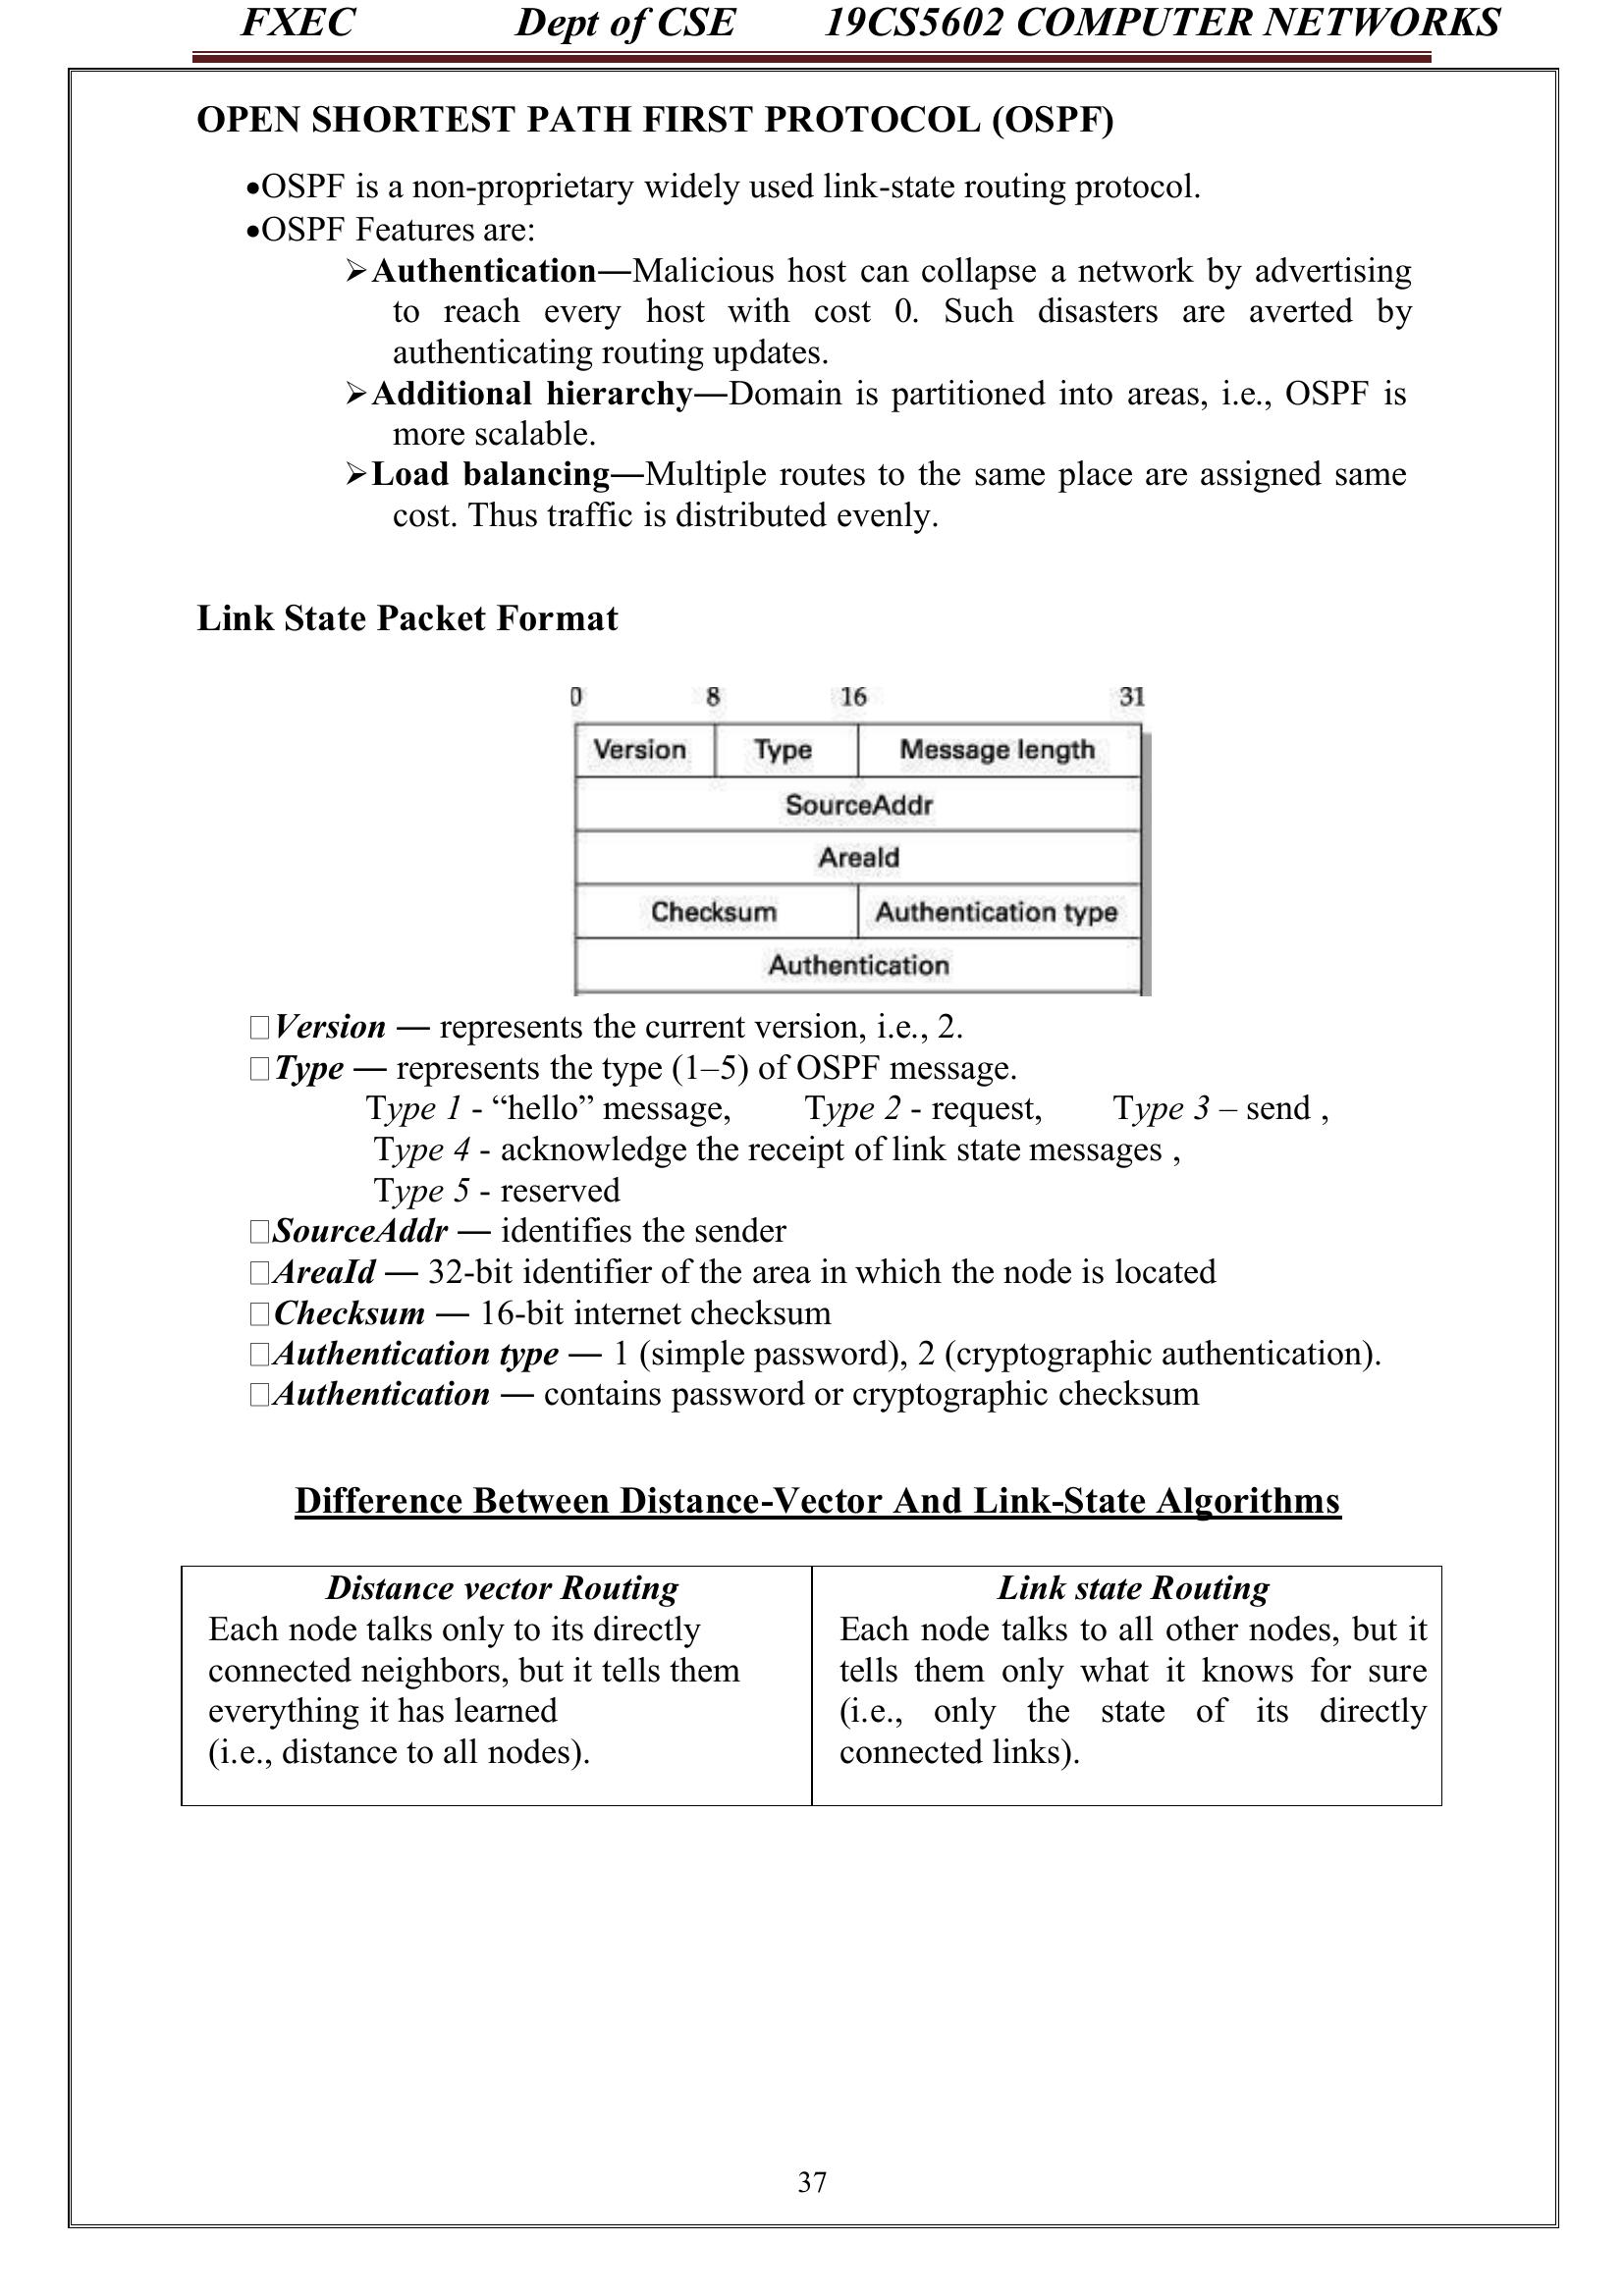 FXEC Dept of CSE 19CS5602 COMPUTER NETWORKS
OPEN SHORTEST PATH FIRST PROTOCOL (OSPF)
•OSPF is a non-proprietary widely used link-state routing protocol.
•OSPF Features are:
➢Authentication—Malicious host can collapse a network by advertising
to reach every host with cost 0. Such disasters are averted by
authenticating routing updates.
➢Additional hierarchy—Domain is partitioned into areas, i.e., OSPF is
more scalable.
➢Load balancing—Multiple routes to the same place are assigned same
cost. Thus traffic is distributed evenly.
Link State Packet Format
0 8 16 31
Version Type Message length
SourceAddr
AreaId
Checksum Authentication type
Authentication
□Version — represents the current version, i.e., 2.
□Type — represents the type (1–5) of OSPF message.
Type 1 - “hello” message, Type 2 - request, Type 3 – send ,
Type 4 - acknowledge the receipt of link state messages ,
Type 5 - reserved
□SourceAddr — identifies the sender
□AreaId — 32-bit identifier of the area in which the node is located
□Checksum — 16-bit internet checksum
□Authentication type — 1 (simple password), 2 (cryptographic authentication).
□Authentication — contains password or cryptographic checksum
Difference Between Distance-Vector And Link-State Algorithms
Distance vector Routing
Each node talks only to its directly
connected neighbors, but it tells them
everything it has learned
(i.e., distance to all nodes).
Link state Routing
Each node talks to all other nodes, but it
tells them only what it knows for sure
(i.e., only the state of its directly
connected links).
37